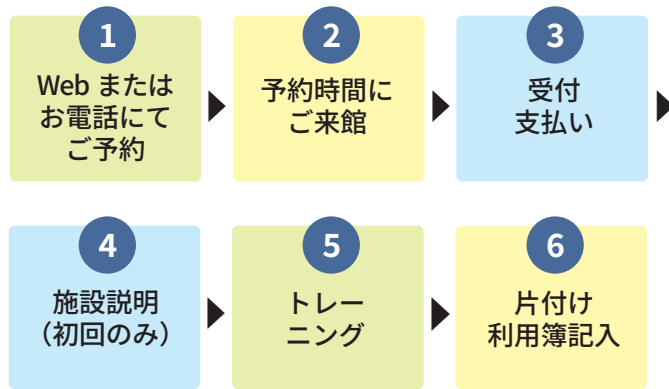 1
Web または
お電話にて
ご予約
2
予約時間に
ご来館
3
受付
支払い
4
施設説明
（初回のみ）
5
トレー
ニング
6
片付け
利用簿記入